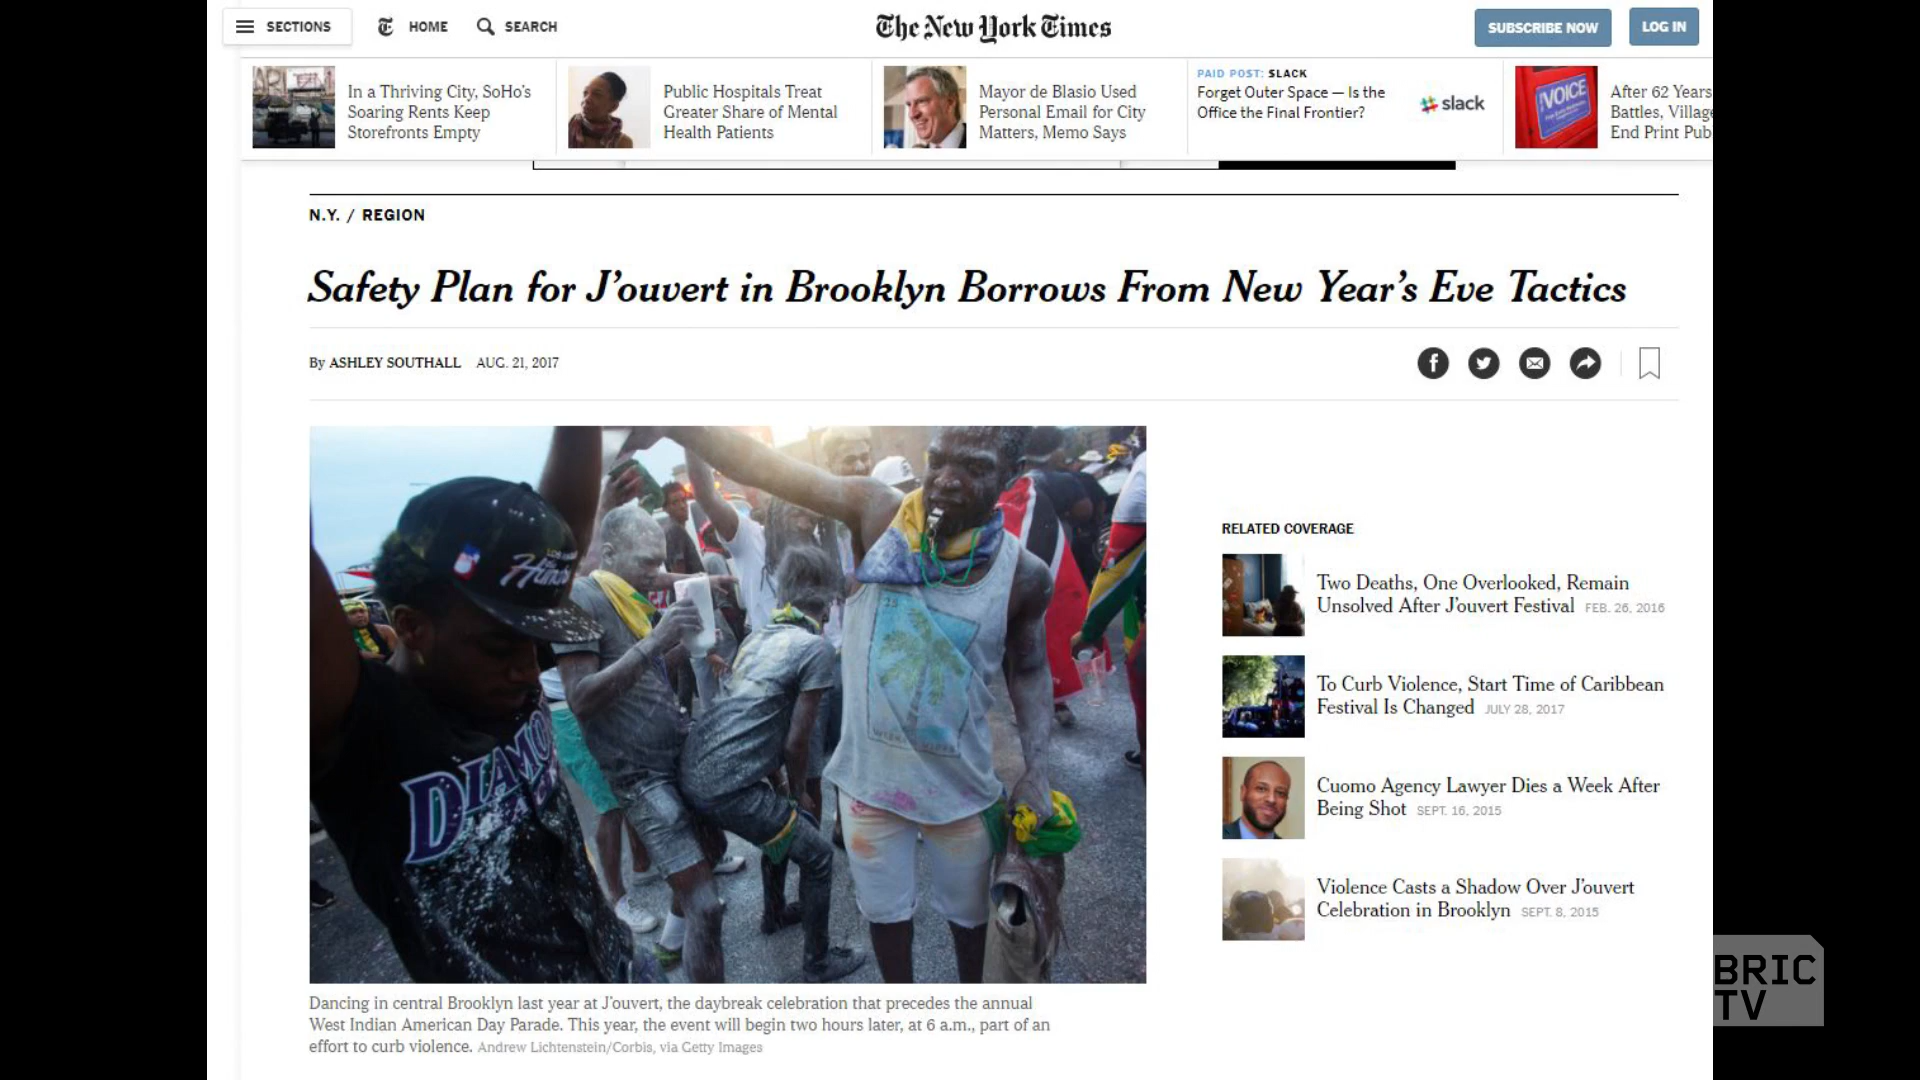 SECTIONS
HOME
SEARCH
The New York Times
SUBSCRIBE NOW
LOG IN
In a Thriving City, SoHo's
Soaring Rents Keep
Storefronts Empty
Public Hospitals Treat
Greater Share of Mental
Health Patients
Mayor de Blasio Used
Personal Email for City
Matters, Memo Says
PAID POST: SLACK
Forget Outer Space — Is the
Office the Final Frontier?
slack
VOICE
After 62 Years
Battles, Village
End Print Pub
N.Y. / REGION
Safety Plan for J'ouvert in Brooklyn Borrows From New Year's Eve Tactics
By ASHLEY SOUTHALL AUG. 21, 2017
DIAMO
RELATED COVERAGE
Two Deaths, One Overlooked, Remain
Unsolved After J'ouvert Festival FEB. 26, 2016
To Curb Violence, Start Time of Caribbean
Festival Is Changed JULY 28, 2017
Cuomo Agency Lawyer Dies a Week After
Being Shot SEPT. 16, 2015
Violence Casts a Shadow Over J'ouvert
Celebration in Brooklyn SEPT. 8, 2015
Dancing in central Brooklyn last year at J'ouvert, the daybreak celebration that precedes the annual
West Indian American Day Parade. This year, the event will begin two hours later, at 6 a.m., part of an
effort to curb violence. Andrew Lichtenstein/Corbis, via Getty Images
BRIC
TV